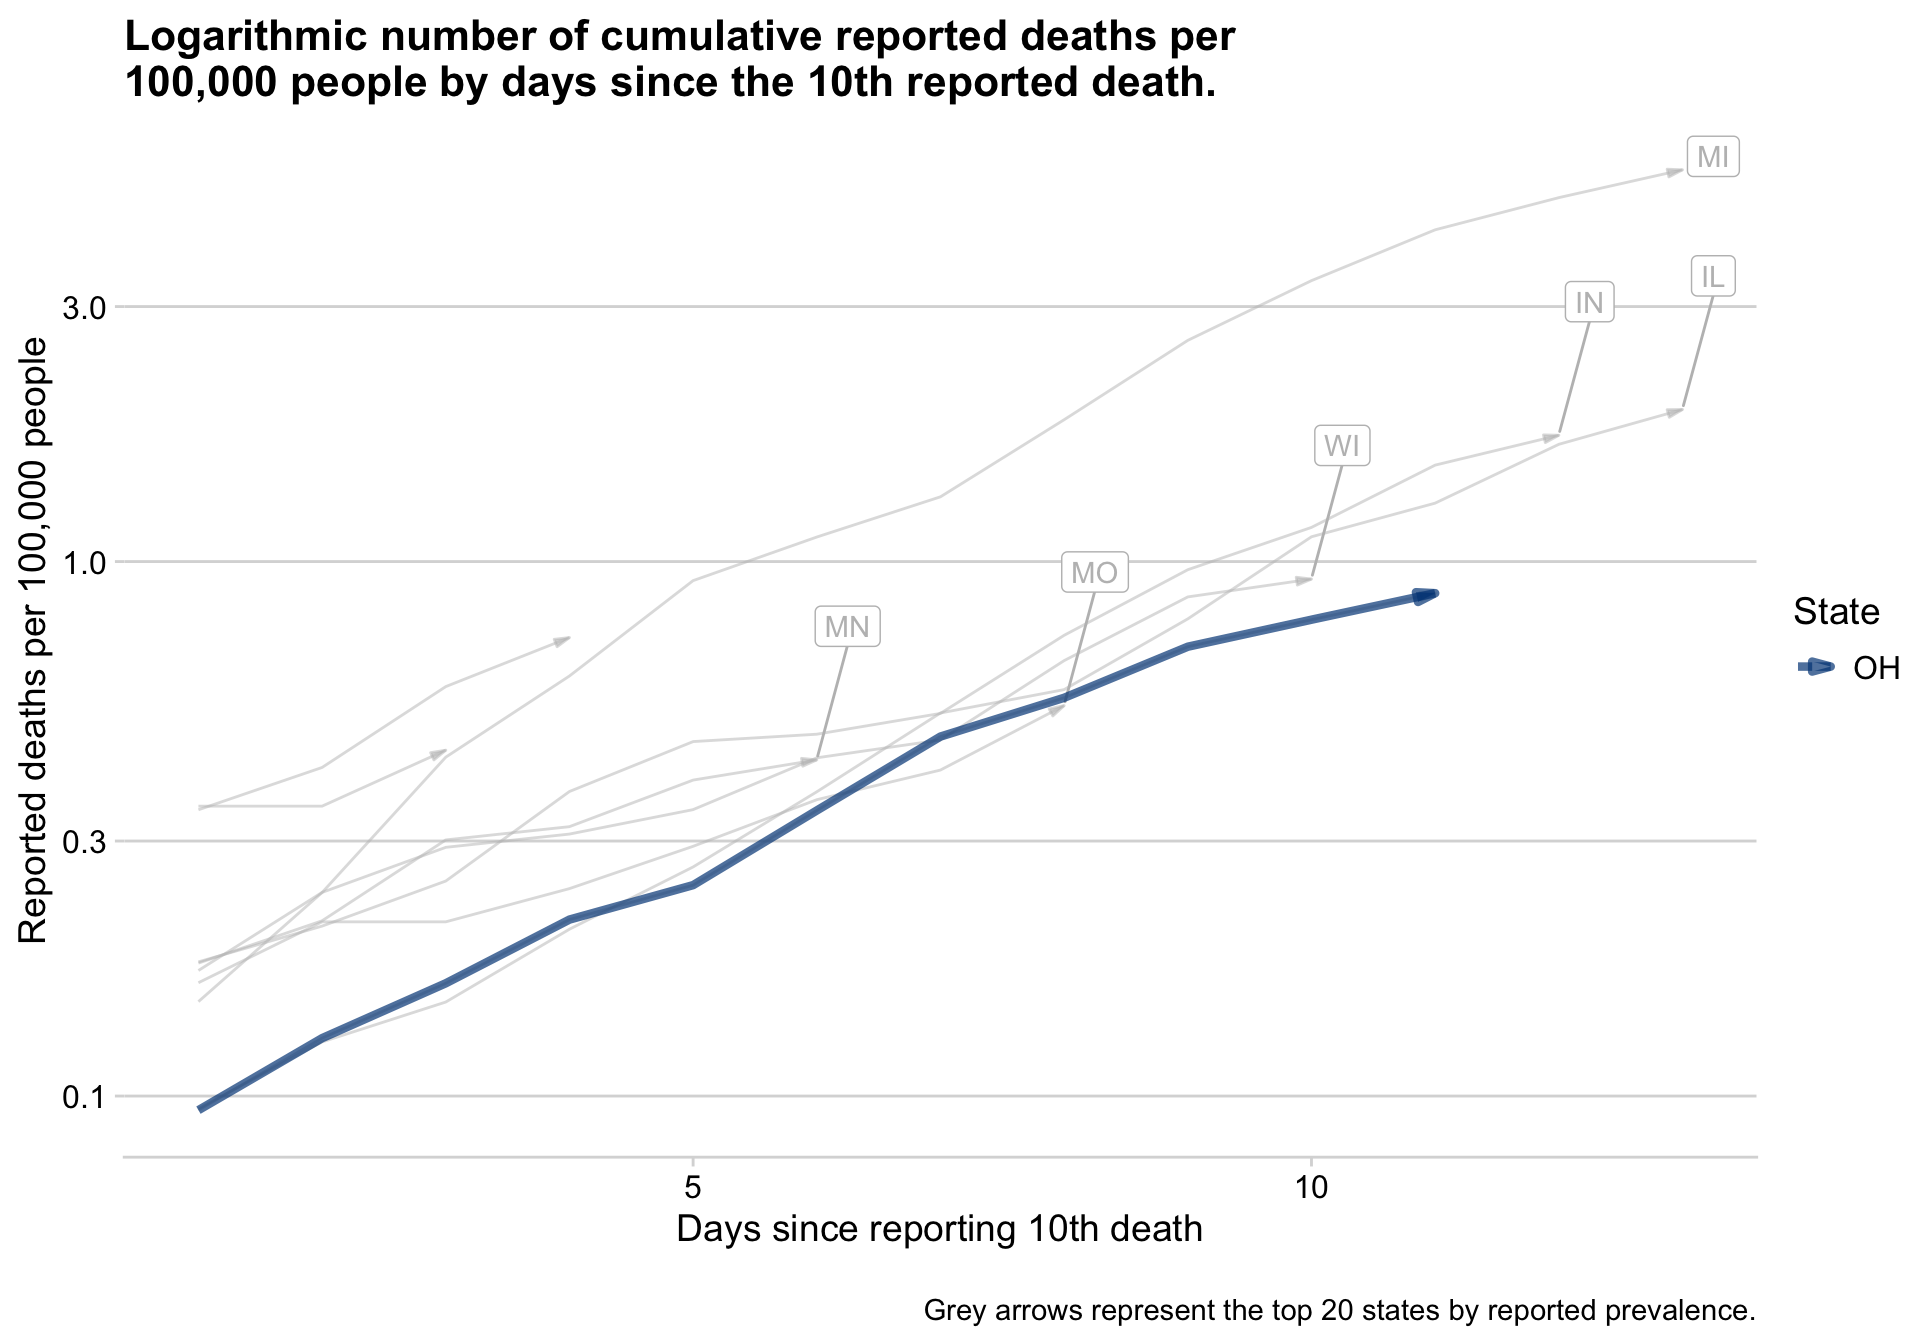 Logarithmic number of cumulative reported deaths per
100,000 people by days since the 10th reported death.
Reported deaths per 100,000 people
3.0
1.0
0.3
0.1
MI
IL
IN
WI
MO
MN
State
OH
5
10
Days since reporting 10th death
Grey arrows represent the top 20 states by reported prevalence.